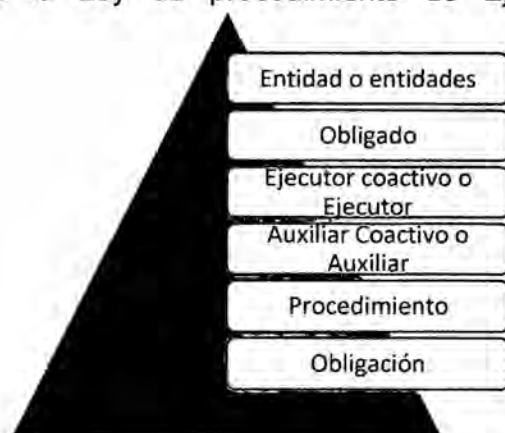 Entidad o entidades
Obligado
Ejecutor coactivo o
Ejecutor
Auxiliar Coactivo o
Auxiliar
Procedimiento
Obligación